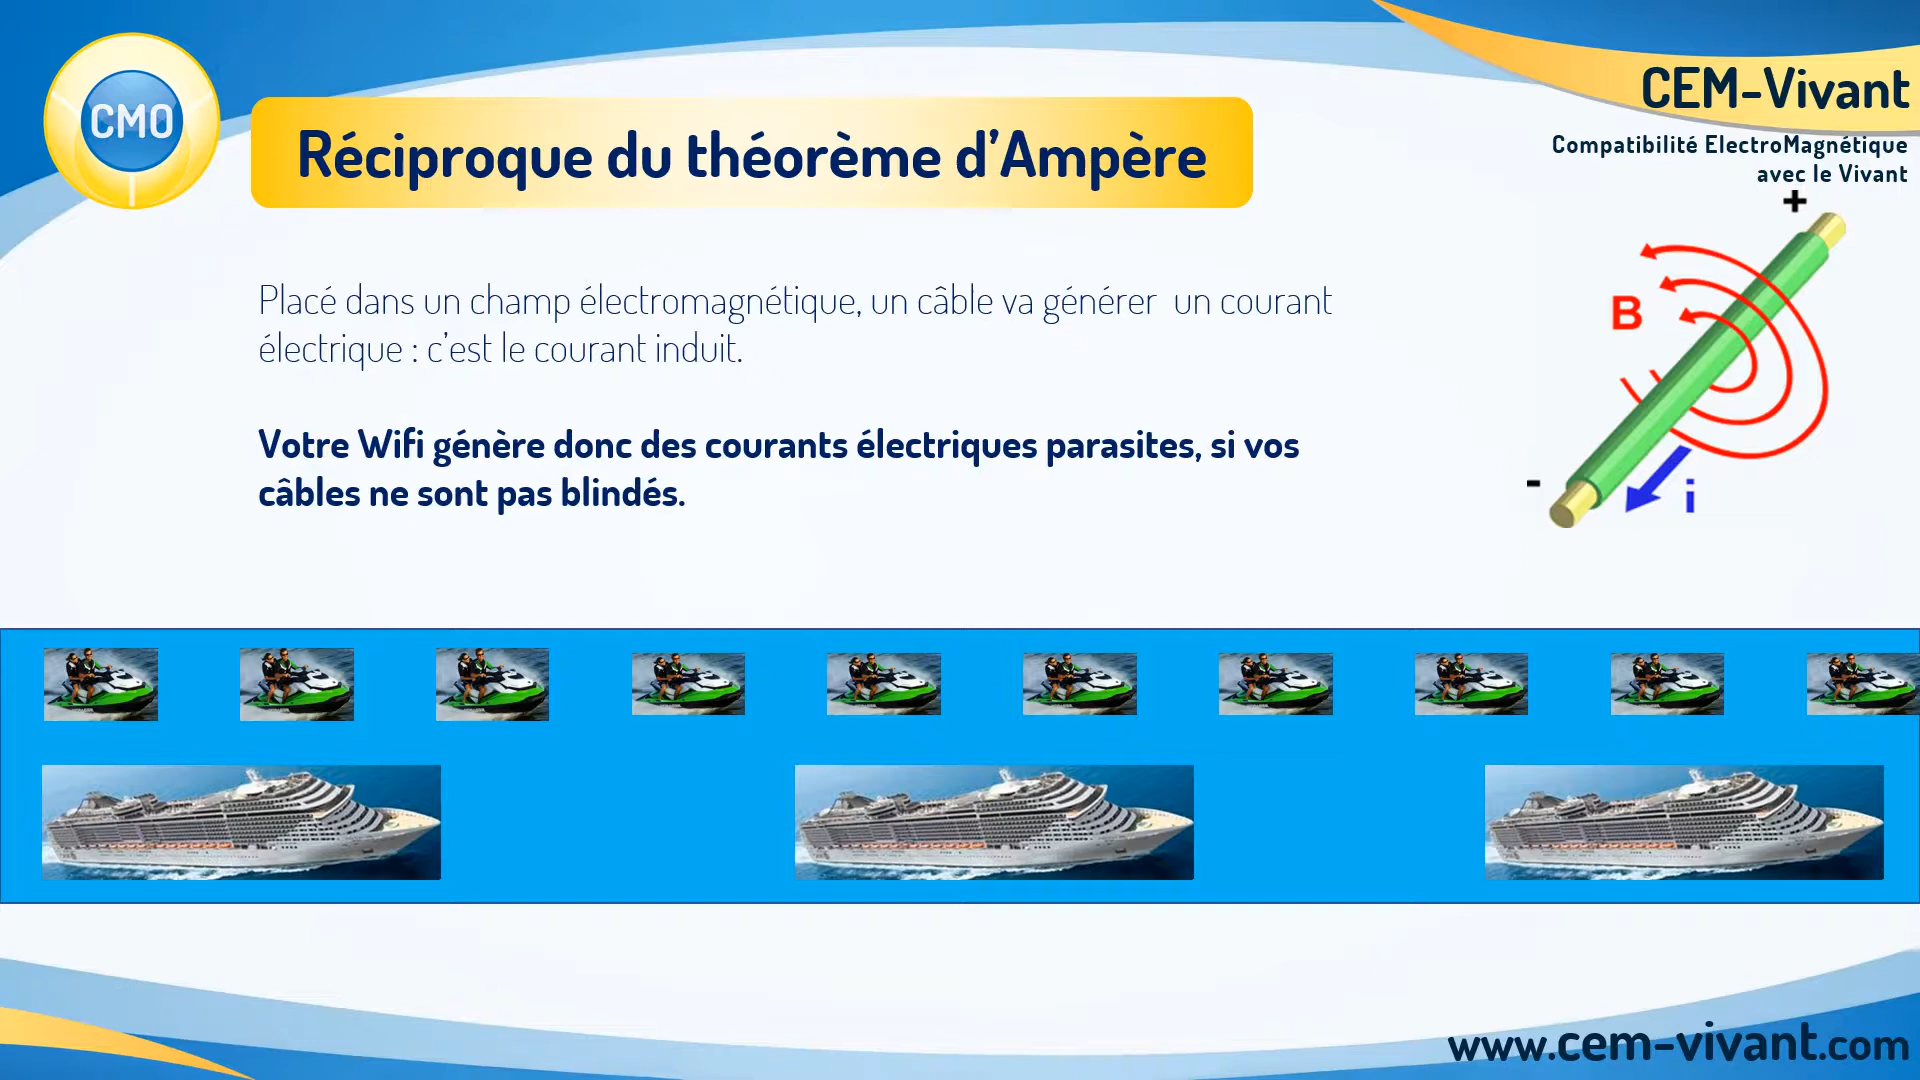 CMO
Réciproque du théorème d’Ampère
CEM-Vivant
Compatibilité ElectroMagnétique
avec le Vivant
Placé dans un champ électromagnétique, un câble va générer un courant
électrique : c’est le courant induit.
Votre Wifi génère donc des courants électriques parasites, si vos
câbles ne sont pas blindés.
+
B
-
i
www.cem-vivant.com